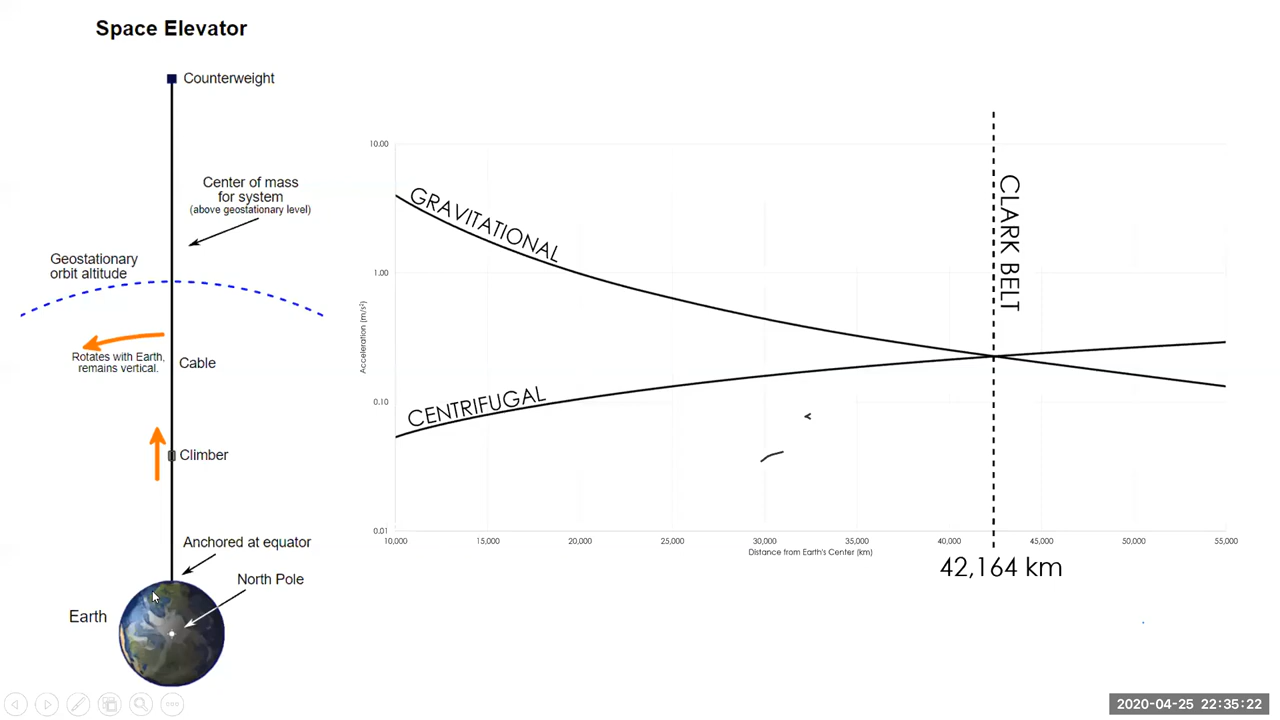 Space Elevator
Counterweight
Center of mass
for system
(above geostationary level)
Geostationary
orbit altitude
Rotates with Earth,
remains vertical.
Cable
Climber
Anchored at equator
North Pole
Earth
10.00
1.00
0.10
0.01
Acceleration (m/s²)
GRAVITATIONAL
CENTRIFUGAL
CLARK BELT
10,000
15,000
20,000
25,000
30,000
35,000
40,000
45,000
50,000
55,000
Distance from Earth's Center (km)
42,164 km
2020-04-25 22:35:22